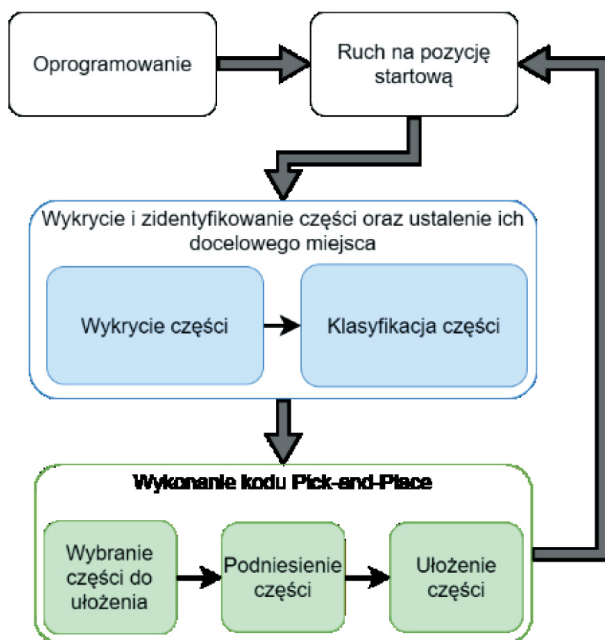 Oprogramowanie
Ruch na pozycję
startową
Wykrycie i zidentyfikowanie części oraz ustalenie ich
docelowego miejsca
Wykrycie części
Klasyfikacja części
Wykonanie kodu Pick-and-Place
Wybranie
części do
ułożenia
Podniesienie
części
Ułożenie
części